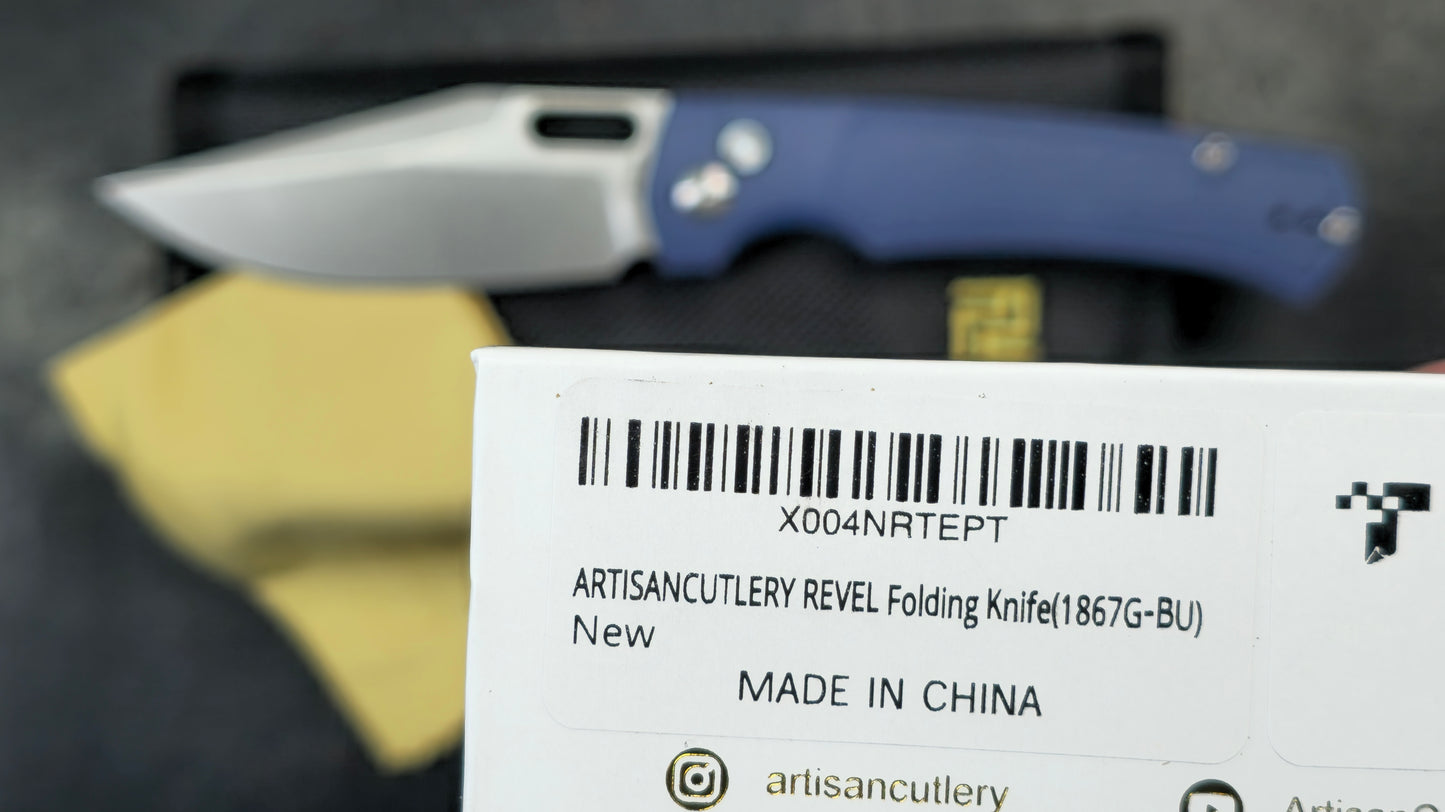 X004NRTEPT
ARTISANCUTLERY REVEL Folding Knife(1867G-BU)
New
MADE IN CHINA
artisancutlery